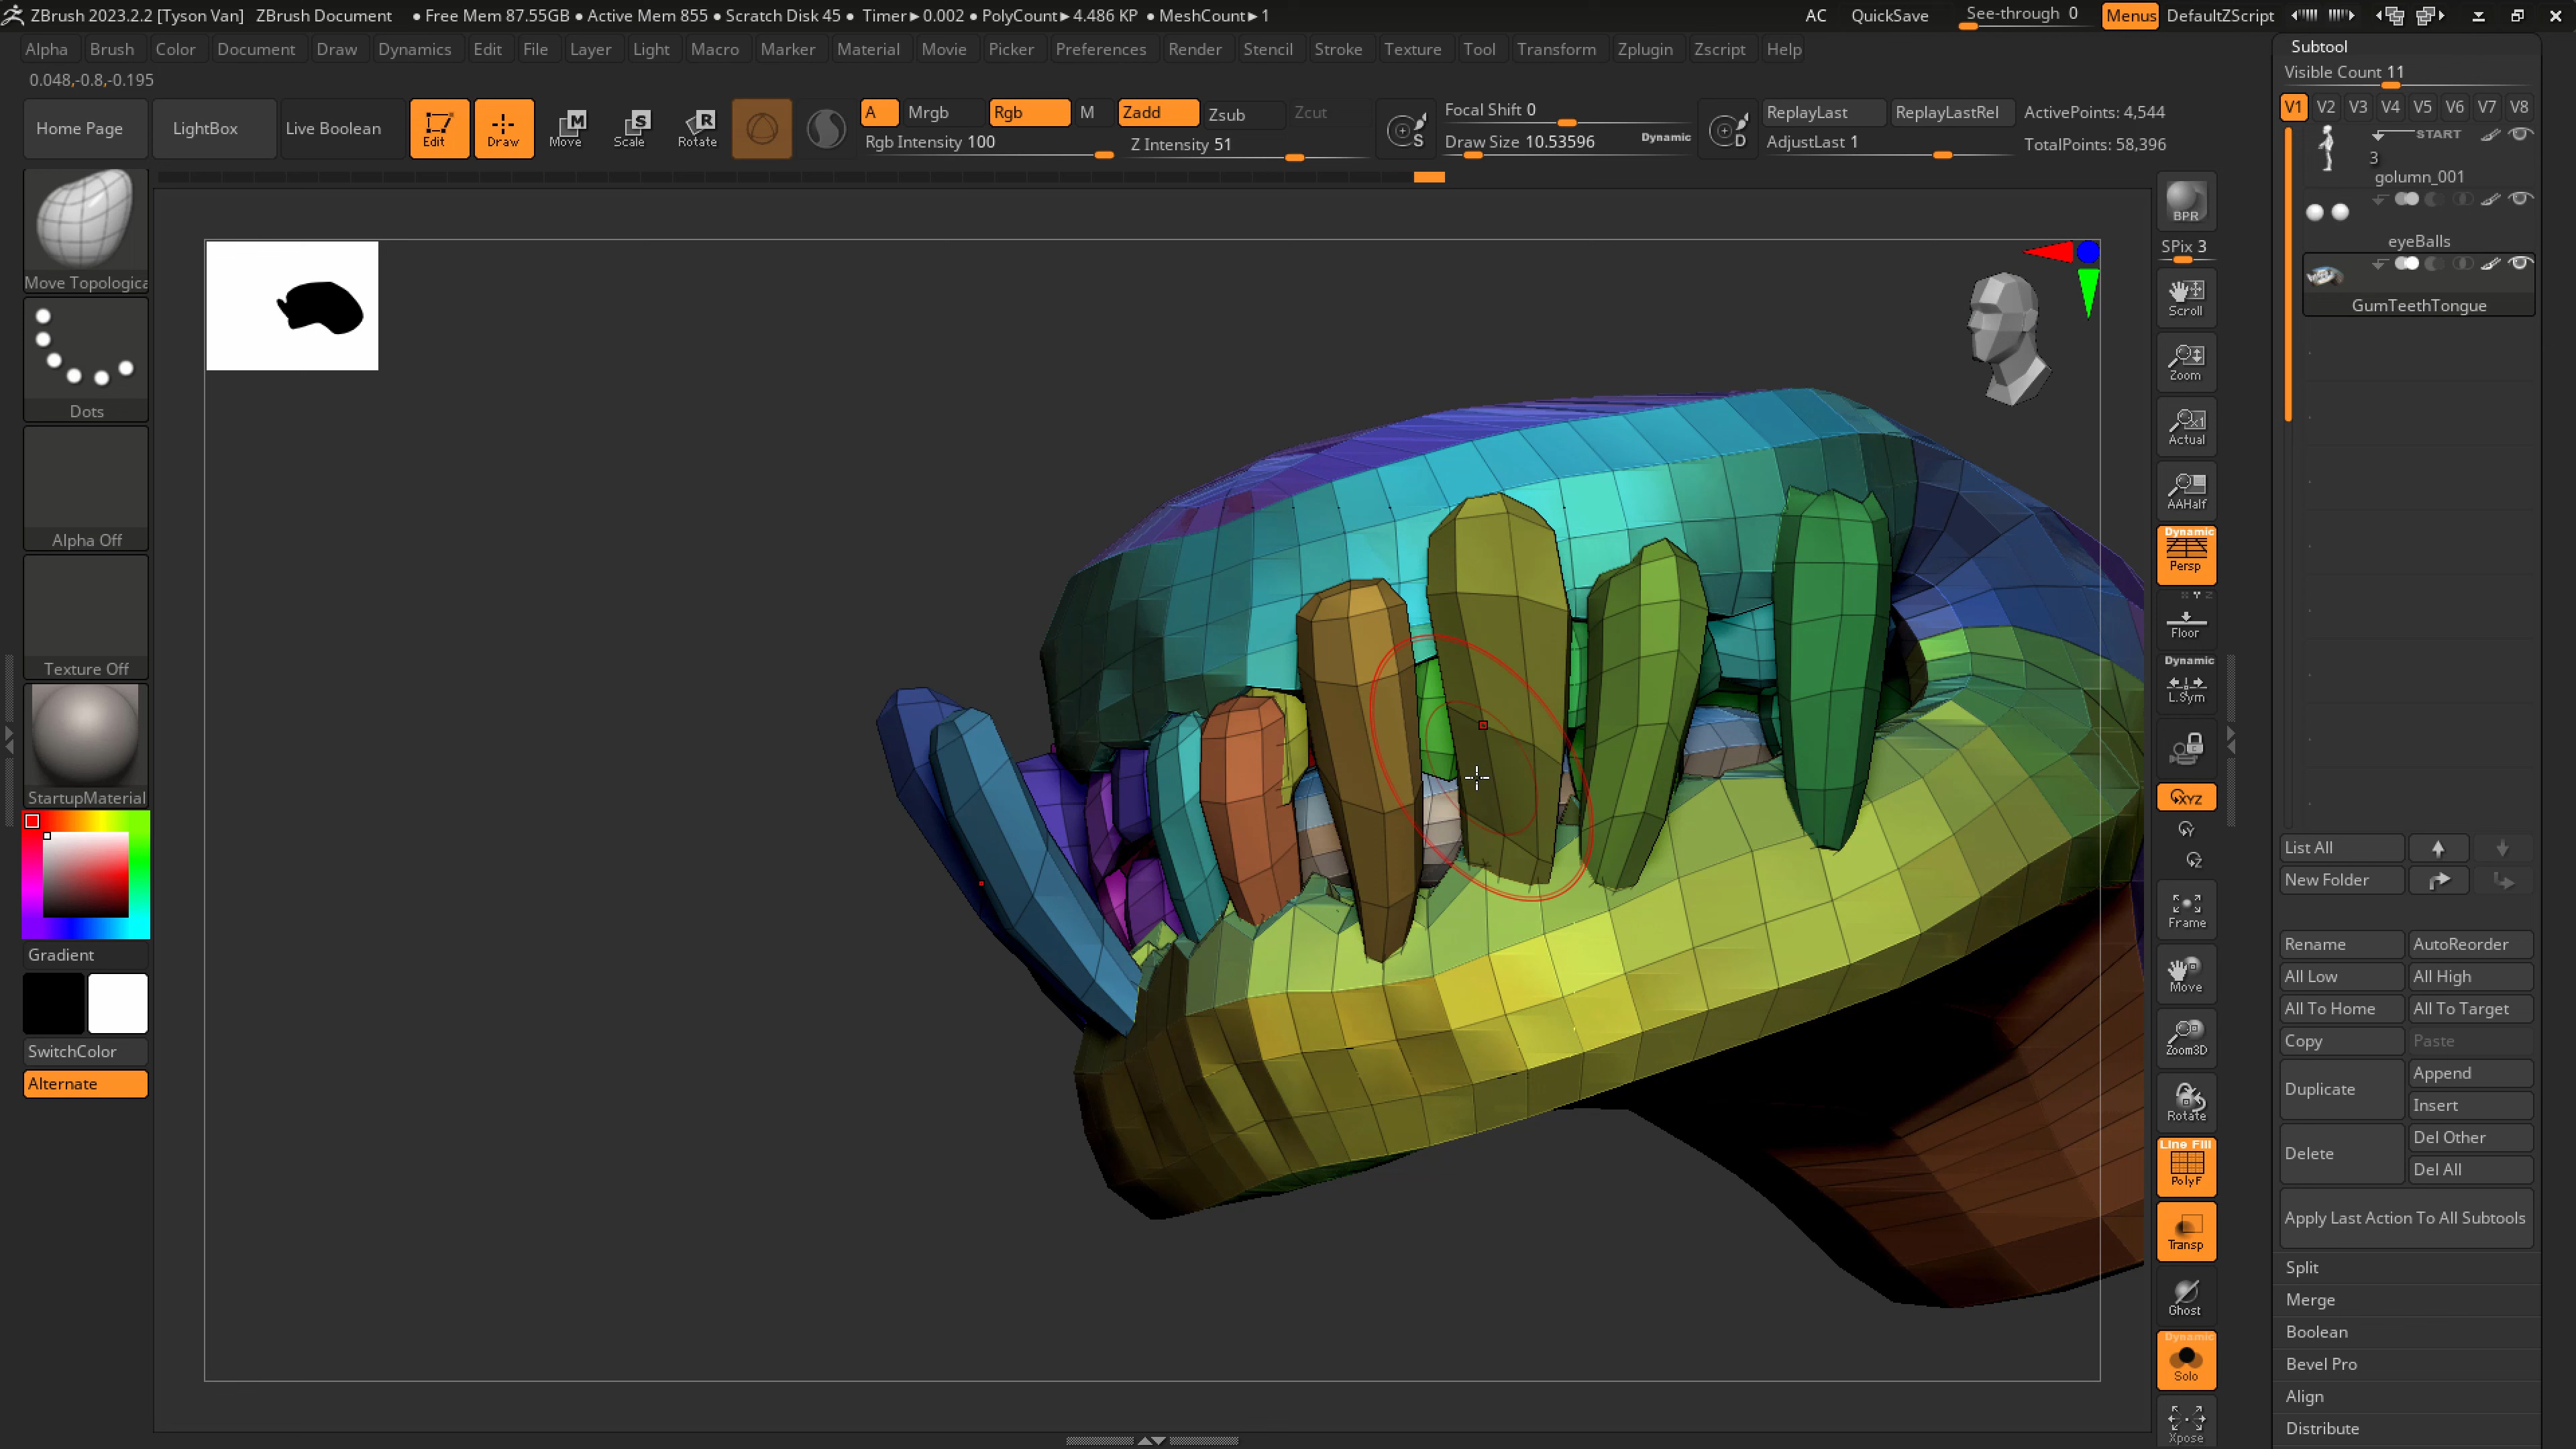 ZBrush 2023.2.2 [Tyson Van] ZBrush Document • Free Mem 87.55GB • Active Mem 855 • Scratch Disk 45 • Timer►0.002 • PolyCount►4.486 KP • MeshCount►1 AC QuickSave See-through 0 Menus DefaultZScript
Alpha Brush Color Document Draw Dynamics Edit File Layer Light Macro Marker Material Movie Picker Preferences Render Stencil Stroke Texture Tool Transform Zplugin Zscript Help
0.048,-0.8,-0.195
Home Page LightBox Live Boolean Edit Draw Move Scale Rotate
M S R
A Mrgb Rgb M Zadd Zsub Zcut
Rgb Intensity 100 Z Intensity 51
S Focal Shift 0
Draw Size 10.53596 Dynamic
D ReplayLast ReplayLastRel ActivePoints: 4,544
AdjustLast 1 TotalPoints: 58,396
Move Topologica
Dots
Alpha Off
Texture Off
StartupMaterial
Gradient
SwitchColor
Alternate
BPR
SPix 3
Scroll
Zoom
x1
Actual
AAHalf
Dynamic
Persp
X Y Z
Floor
Dynamic
L.Sym
XYZ
Y
Z
Frame
Move
Zoom3D
Rotate
Line Fill
PolyF
Transp
Ghost
Dynamic
Solo
Xpose
Subtool
Visible Count 11
V1 V2 V3 V4 V5 V6 V7 V8
START
3
golumn_001
eyeBalls
GumTeethTongue
List All
New Folder
Rename AutoReorder
All Low All High
All To Home All To Target
Copy Paste
Duplicate Append
Insert
Delete Del Other
Del All
Apply Last Action To All Subtools
Split
Merge
Boolean
Bevel Pro
Align
Distribute